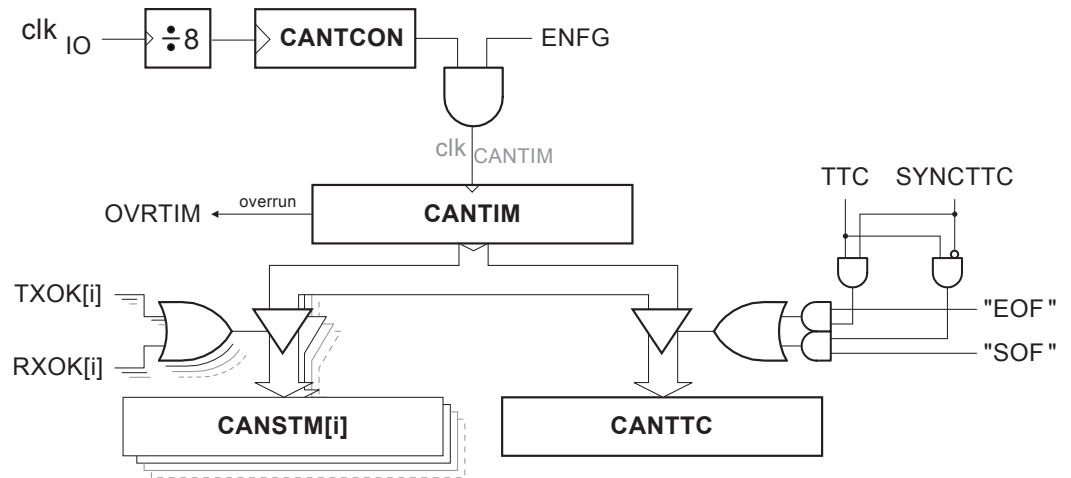 clk IO ÷8 CANTCON ENFG
clk CANTIM
TTC SYNCTTC
OVRTIM overrun CANTIM
TXOK[i]
"EOF"
RXOK[i]
"SOF"
CANSTM[i] CANTTC